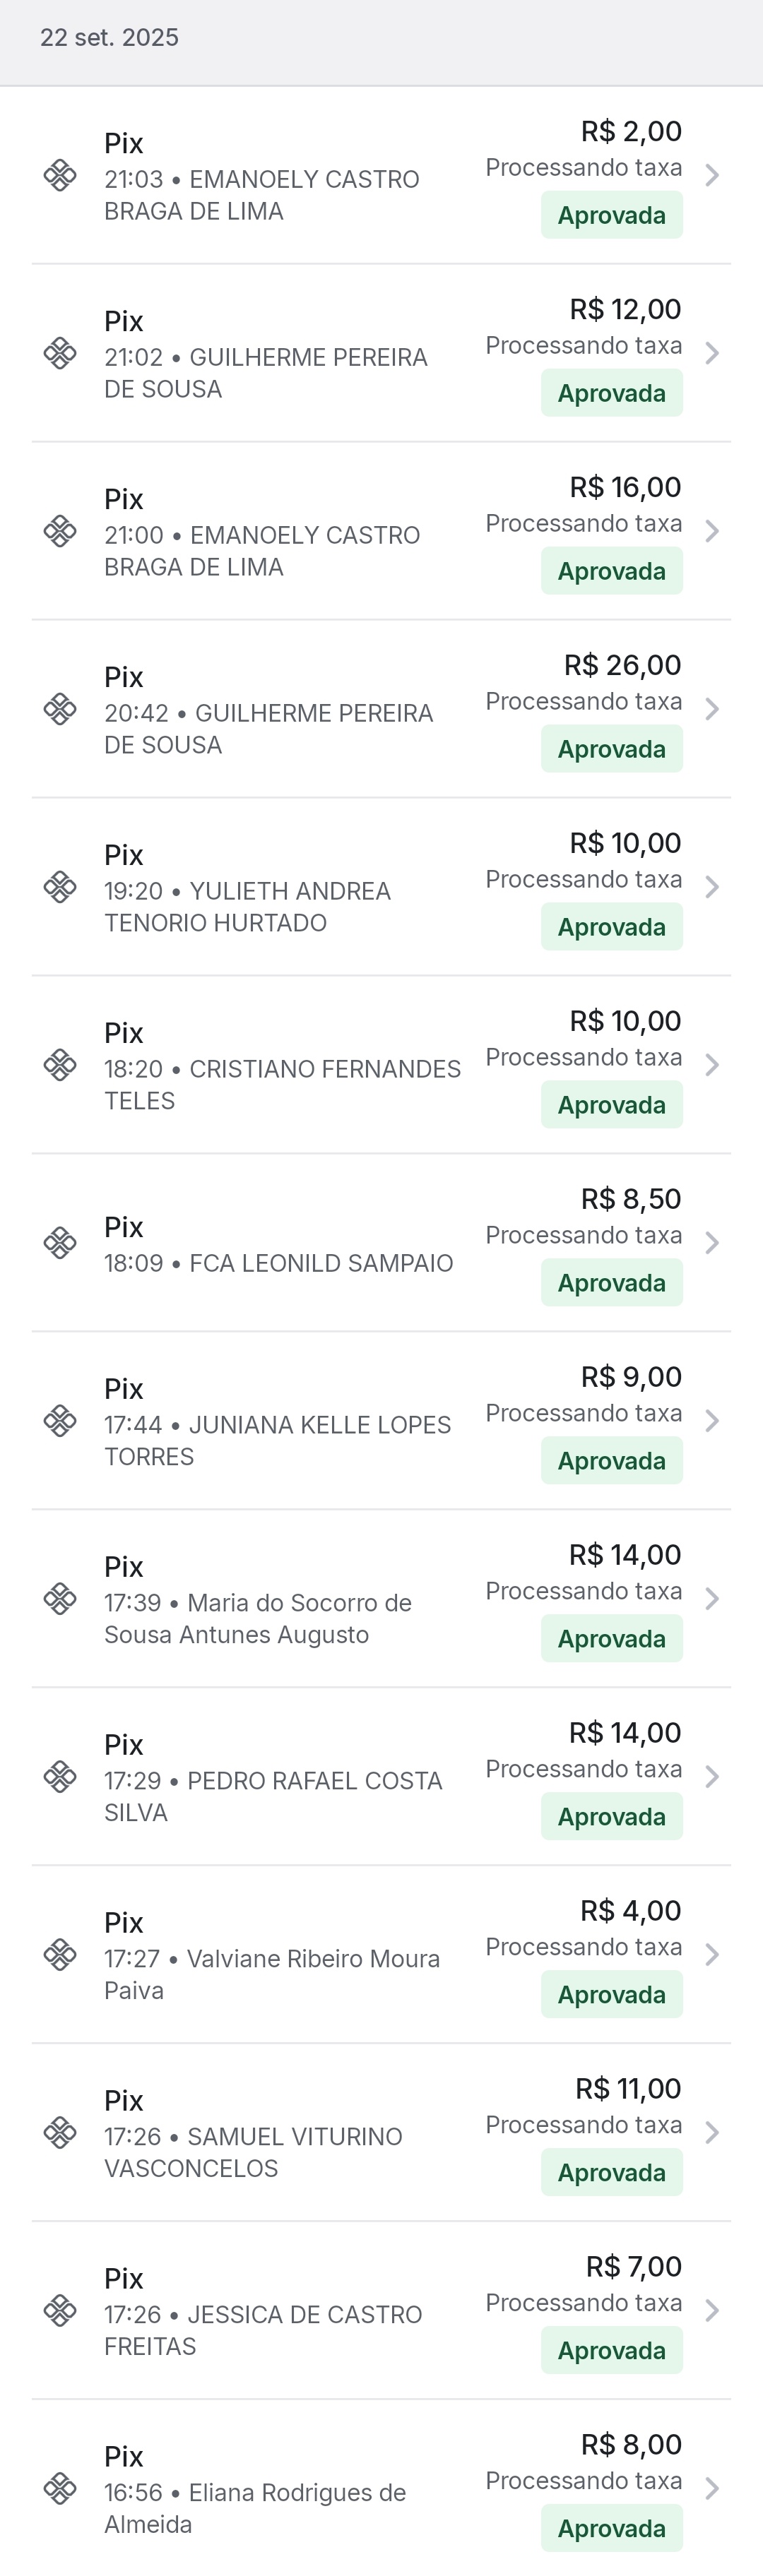 22 set. 2025
Pix
21:03 • EMANOELY CASTRO
BRAGA DE LIMA
R$ 2,00
Processando taxa
Aprovada
Pix
21:02 • GUILHERME PEREIRA
DE SOUSA
R$ 12,00
Processando taxa
Aprovada
Pix
21:00 • EMANOELY CASTRO
BRAGA DE LIMA
R$ 16,00
Processando taxa
Aprovada
Pix
20:42 • GUILHERME PEREIRA
DE SOUSA
R$ 26,00
Processando taxa
Aprovada
Pix
19:20 • YULIETH ANDREA
TENORIO HURTADO
R$ 10,00
Processando taxa
Aprovada
Pix
18:20 • CRISTIANO FERNANDES
TELES
R$ 10,00
Processando taxa
Aprovada
Pix
18:09 • FCA LEONILD SAMPAIO
R$ 8,50
Processando taxa
Aprovada
Pix
17:44 • JUNIANA KELLE LOPES
TORRES
R$ 9,00
Processando taxa
Aprovada
Pix
17:39 • Maria do Socorro de
Sousa Antunes Augusto
R$ 14,00
Processando taxa
Aprovada
Pix
17:29 • PEDRO RAFAEL COSTA
SILVA
R$ 14,00
Processando taxa
Aprovada
Pix
17:27 • Valviane Ribeiro Moura
Paiva
R$ 4,00
Processando taxa
Aprovada
Pix
17:26 • SAMUEL VITURINO
VASCONCELOS
R$ 11,00
Processando taxa
Aprovada
Pix
17:26 • JESSICA DE CASTRO
FREITAS
R$ 7,00
Processando taxa
Aprovada
Pix
16:56 • Eliana Rodrigues de
Almeida
R$ 8,00
Processando taxa
Aprovada